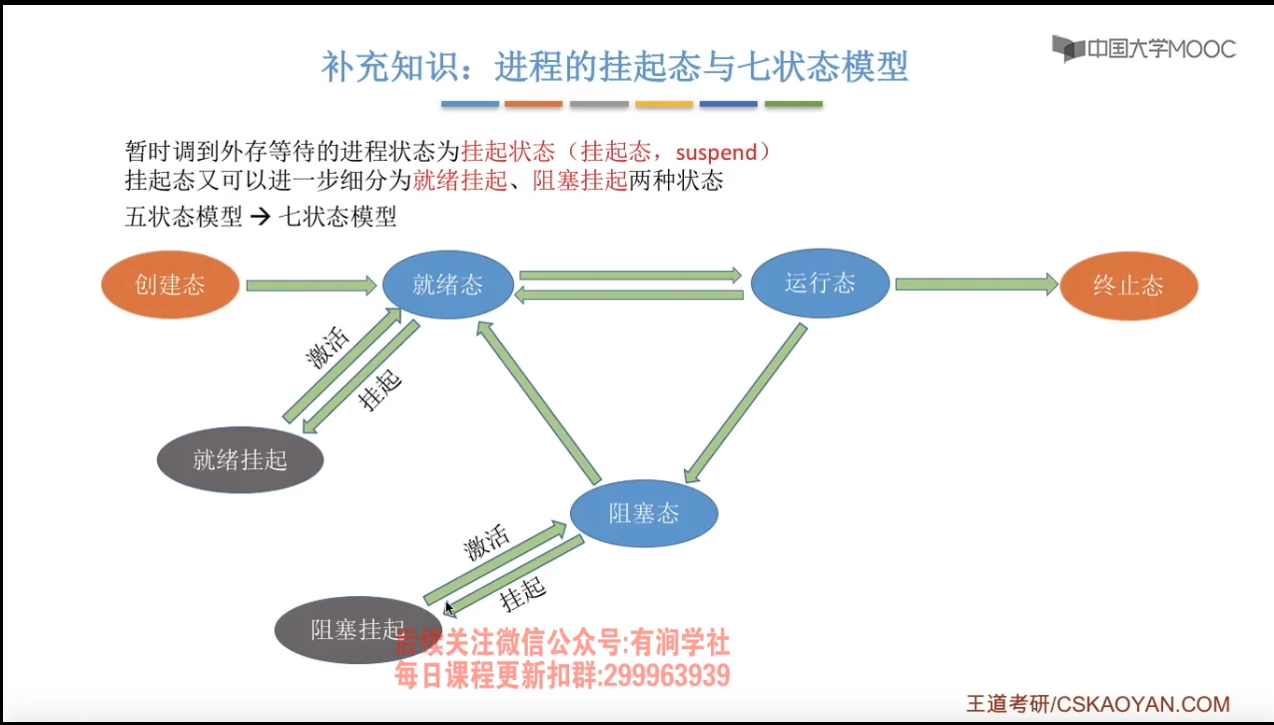 补充知识：进程的挂起态与七状态模型
中国大学MOOC
暂时调到外存等待的进程状态为挂起状态（挂起态，suspend）
挂起态又可以进一步细分为就绪挂起、阻塞挂起两种状态
五状态模型 → 七状态模型
创建态
就绪态
运行态
终止态
激活
挂起
就绪挂起
阻塞态
激活
挂起
阻塞挂起
后续关注微信公众号:有涧学社
每日课程更新扣群:299963939
王道考研/CSKAOYAN.COM